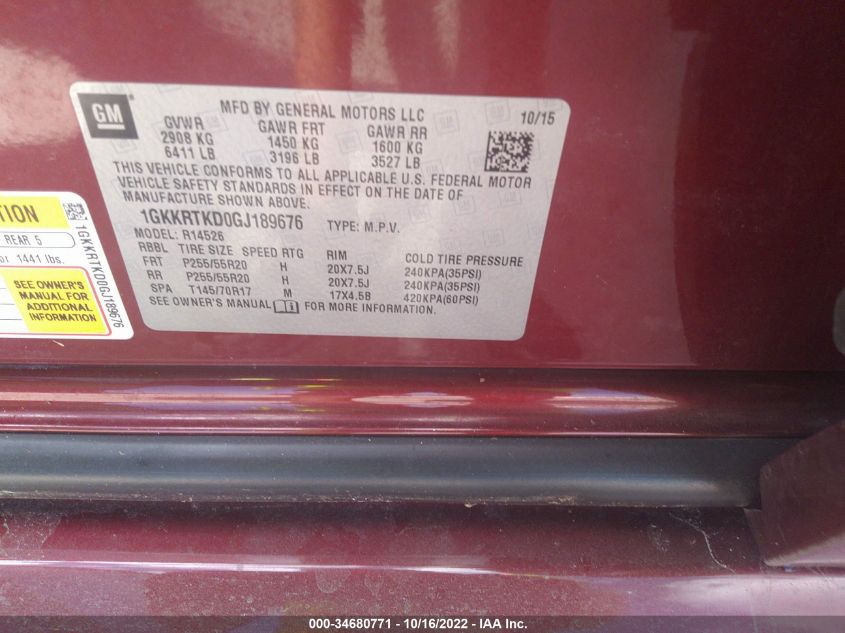 GM
MFD BY GENERAL MOTORS LLC
10/15
GVWR GAWR FRT GAWR RR
2908 KG 1450 KG 1600 KG
6411 LB 3196 LB 3527 LB
THIS VEHICLE CONFORMS TO ALL APPLICABLE U.S. FEDERAL MOTOR
VEHICLE SAFETY STANDARDS IN EFFECT ON THE DATE OF
MANUFACTURE SHOWN ABOVE.
1GKKRTKD0GJ189676 TYPE: M.P.V.
MODEL: R14526
RBBL TIRE SIZE SPEED RTG RIM COLD TIRE PRESSURE
FRT P255/55R20 H 20X7.5J 240KPA(35PSI)
RR P255/55R20 H 20X7.5J 240KPA(35PSI)
SPA T145/70R17 M 17X4.5B 420KPA(60PSI)
SEE OWNER'S MANUAL FOR MORE INFORMATION.
TION
REAR 5
or 1441 lbs.
SEE OWNER'S
MANUAL FOR
ADDITIONAL
INFORMATION
1GKKRTKD0GJ189676
000-34680771 - 10/16/2022 - IAA Inc.